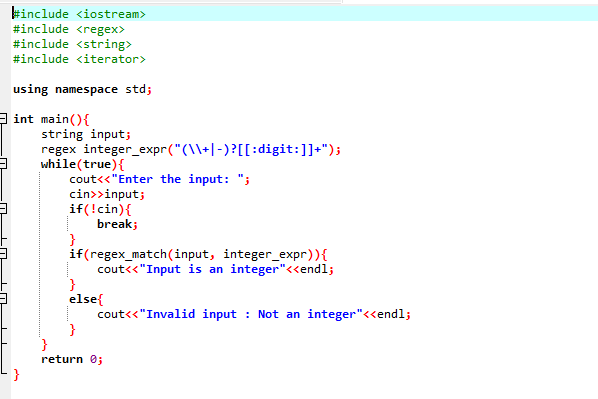 #include <iostream>
#include <regex>
#include <string>
#include <iterator>

using namespace std;

int main(){
    string input;
    regex integer_expr("(\\+|-)?[[:digit:]]+");
    while(true){
        cout<<"Enter the input: ";
        cin>>input;
        if(!cin){
            break;
        }
        if(regex_match(input, integer_expr)){
            cout<<"Input is an integer"<<endl;
        }
        else{
            cout<<"Invalid input : Not an integer"<<endl;
        }
    }
    return 0;
}